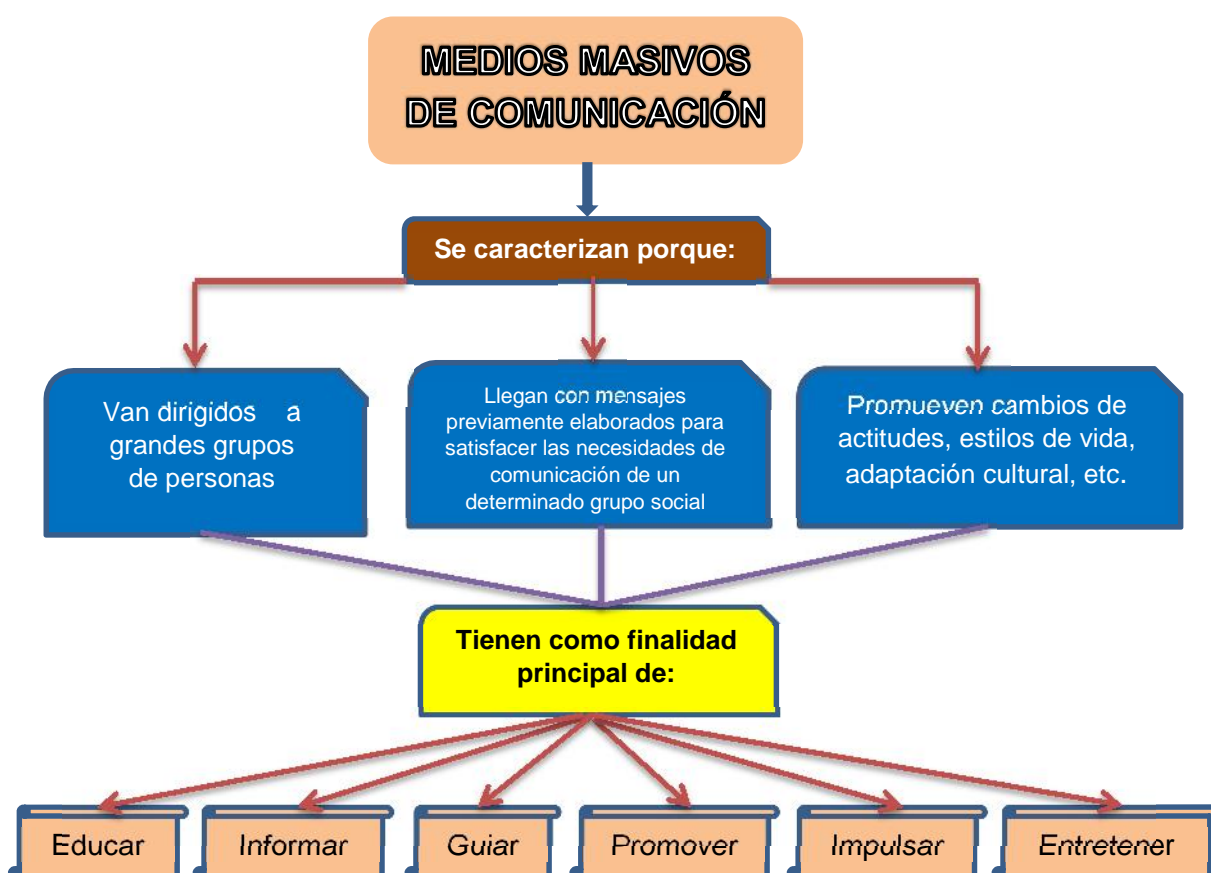 MEDIOS MASIVOS
DE COMUNICACIÓN
Se caracterizan porque:
Van dirigidos a
grandes grupos
de personas
Llegan con mensajes
previamente elaborados para
satisfacer las necesidades de
comunicación de un
determinado grupo social
Promueven cambios de
actitudes, estilos de vida,
adaptación cultural, etc.
Tienen como finalidad
principal de:
Educar
Informar
Guiar
Promover
Impulsar
Entretener